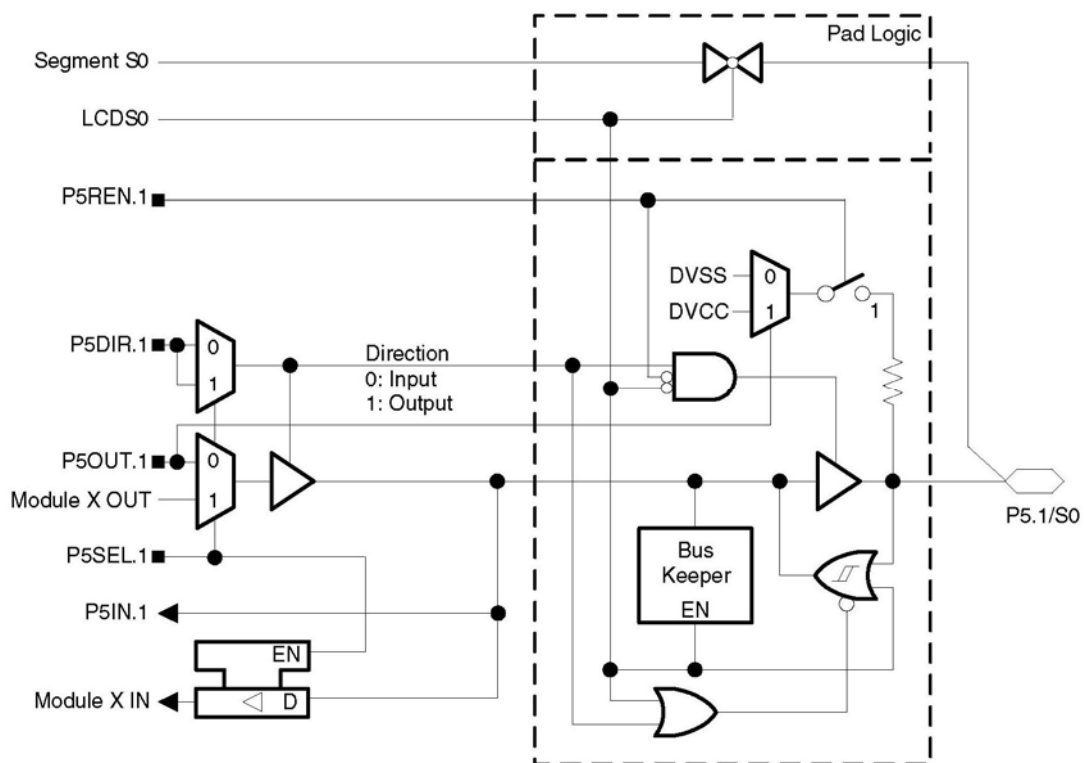 Pad Logic
Segment S0
LCDS0
P5REN.1
DVSS
0
DVCC
1
1
P5DIR.1
0
1
Direction
0: Input
1: Output
P5OUT.1
0
Module X OUT
1
P5.1/S0
P5SEL.1
Bus
Keeper
EN
P5IN.1
EN
Module X IN
D